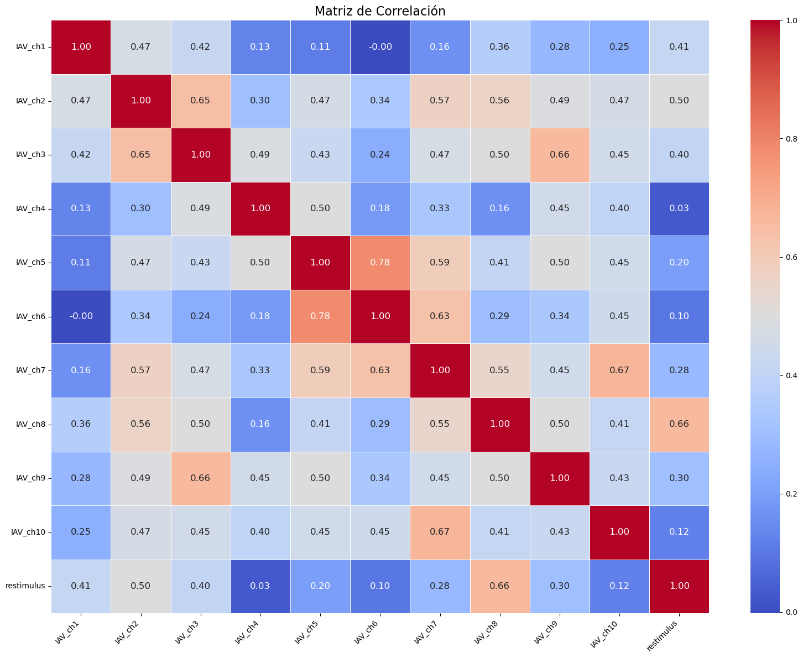 Matriz de Correlación
IAV_ch1 1.00 0.47 0.42 0.13 0.11 -0.00 0.16 0.36 0.28 0.25 0.41
IAV_ch2 0.47 1.00 0.65 0.30 0.47 0.34 0.57 0.56 0.49 0.47 0.50
IAV_ch3 0.42 0.65 1.00 0.49 0.43 0.24 0.47 0.50 0.66 0.45 0.40
IAV_ch4 0.13 0.30 0.49 1.00 0.50 0.18 0.33 0.16 0.45 0.40 0.03
IAV_ch5 0.11 0.47 0.43 0.50 1.00 0.78 0.59 0.41 0.50 0.45 0.20
IAV_ch6 -0.00 0.34 0.24 0.18 0.78 1.00 0.63 0.29 0.34 0.45 0.10
IAV_ch7 0.16 0.57 0.47 0.33 0.59 0.63 1.00 0.55 0.45 0.67 0.28
IAV_ch8 0.36 0.56 0.50 0.16 0.41 0.29 0.55 1.00 0.50 0.41 0.66
IAV_ch9 0.28 0.49 0.66 0.45 0.50 0.34 0.45 0.50 1.00 0.43 0.30
IAV_ch10 0.25 0.47 0.45 0.40 0.45 0.45 0.67 0.41 0.43 1.00 0.12
restimulus 0.41 0.50 0.40 0.03 0.20 0.10 0.28 0.66 0.30 0.12 1.00
IAV_ch1 IAV_ch2 IAV_ch3 IAV_ch4 IAV_ch5 IAV_ch6 IAV_ch7 IAV_ch8 IAV_ch9 IAV_ch10 restimulus
1.0
0.8
0.6
0.4
0.2
0.0